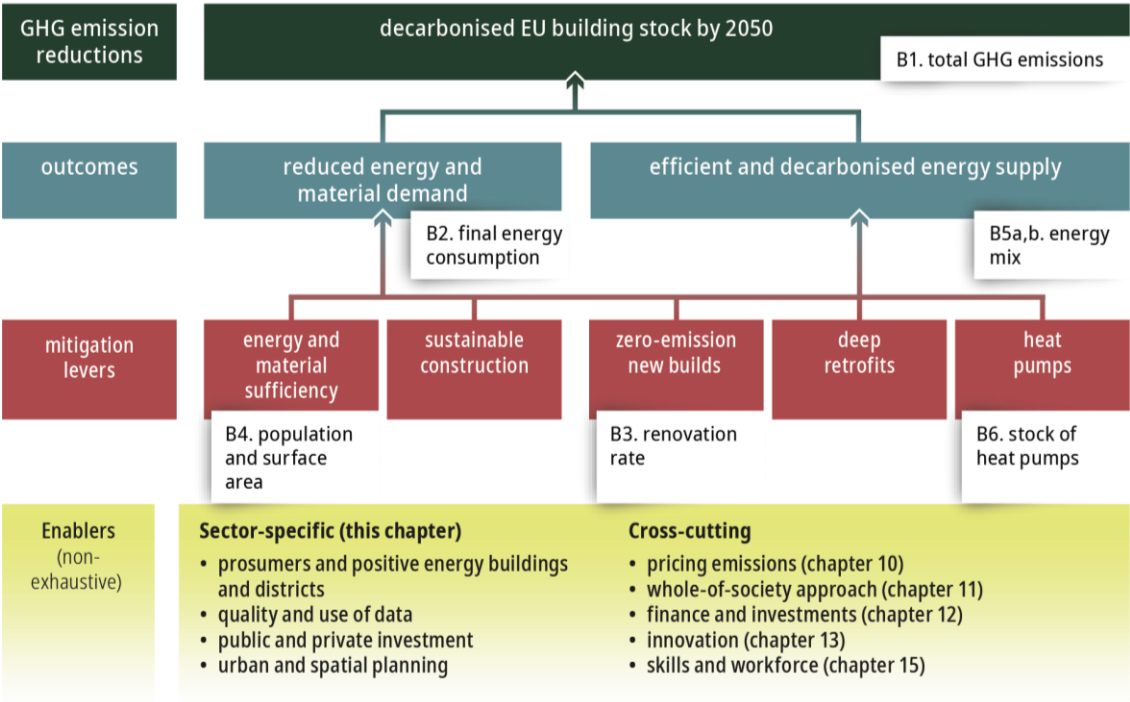 GHG emission
reductions
decarbonised EU building stock by 2050
B1. total GHG emissions
outcomes
reduced energy and
material demand
efficient and decarbonised energy supply
B2. final energy
consumption
B5a,b. energy
mix
mitigation
levers
energy and
material
sufficiency
sustainable
construction
zero-emission
new builds
deep
retrofits
heat
pumps
B4. population
and surface
area
B3. renovation
rate
B6. stock of
heat pumps
Enablers
(non-
exhaustive)
Sector-specific (this chapter)
• prosumers and positive energy buildings
and districts
• quality and use of data
• public and private investment
• urban and spatial planning
Cross-cutting
• pricing emissions (chapter 10)
• whole-of-society approach (chapter 11)
• finance and investments (chapter 12)
• innovation (chapter 13)
• skills and workforce (chapter 15)